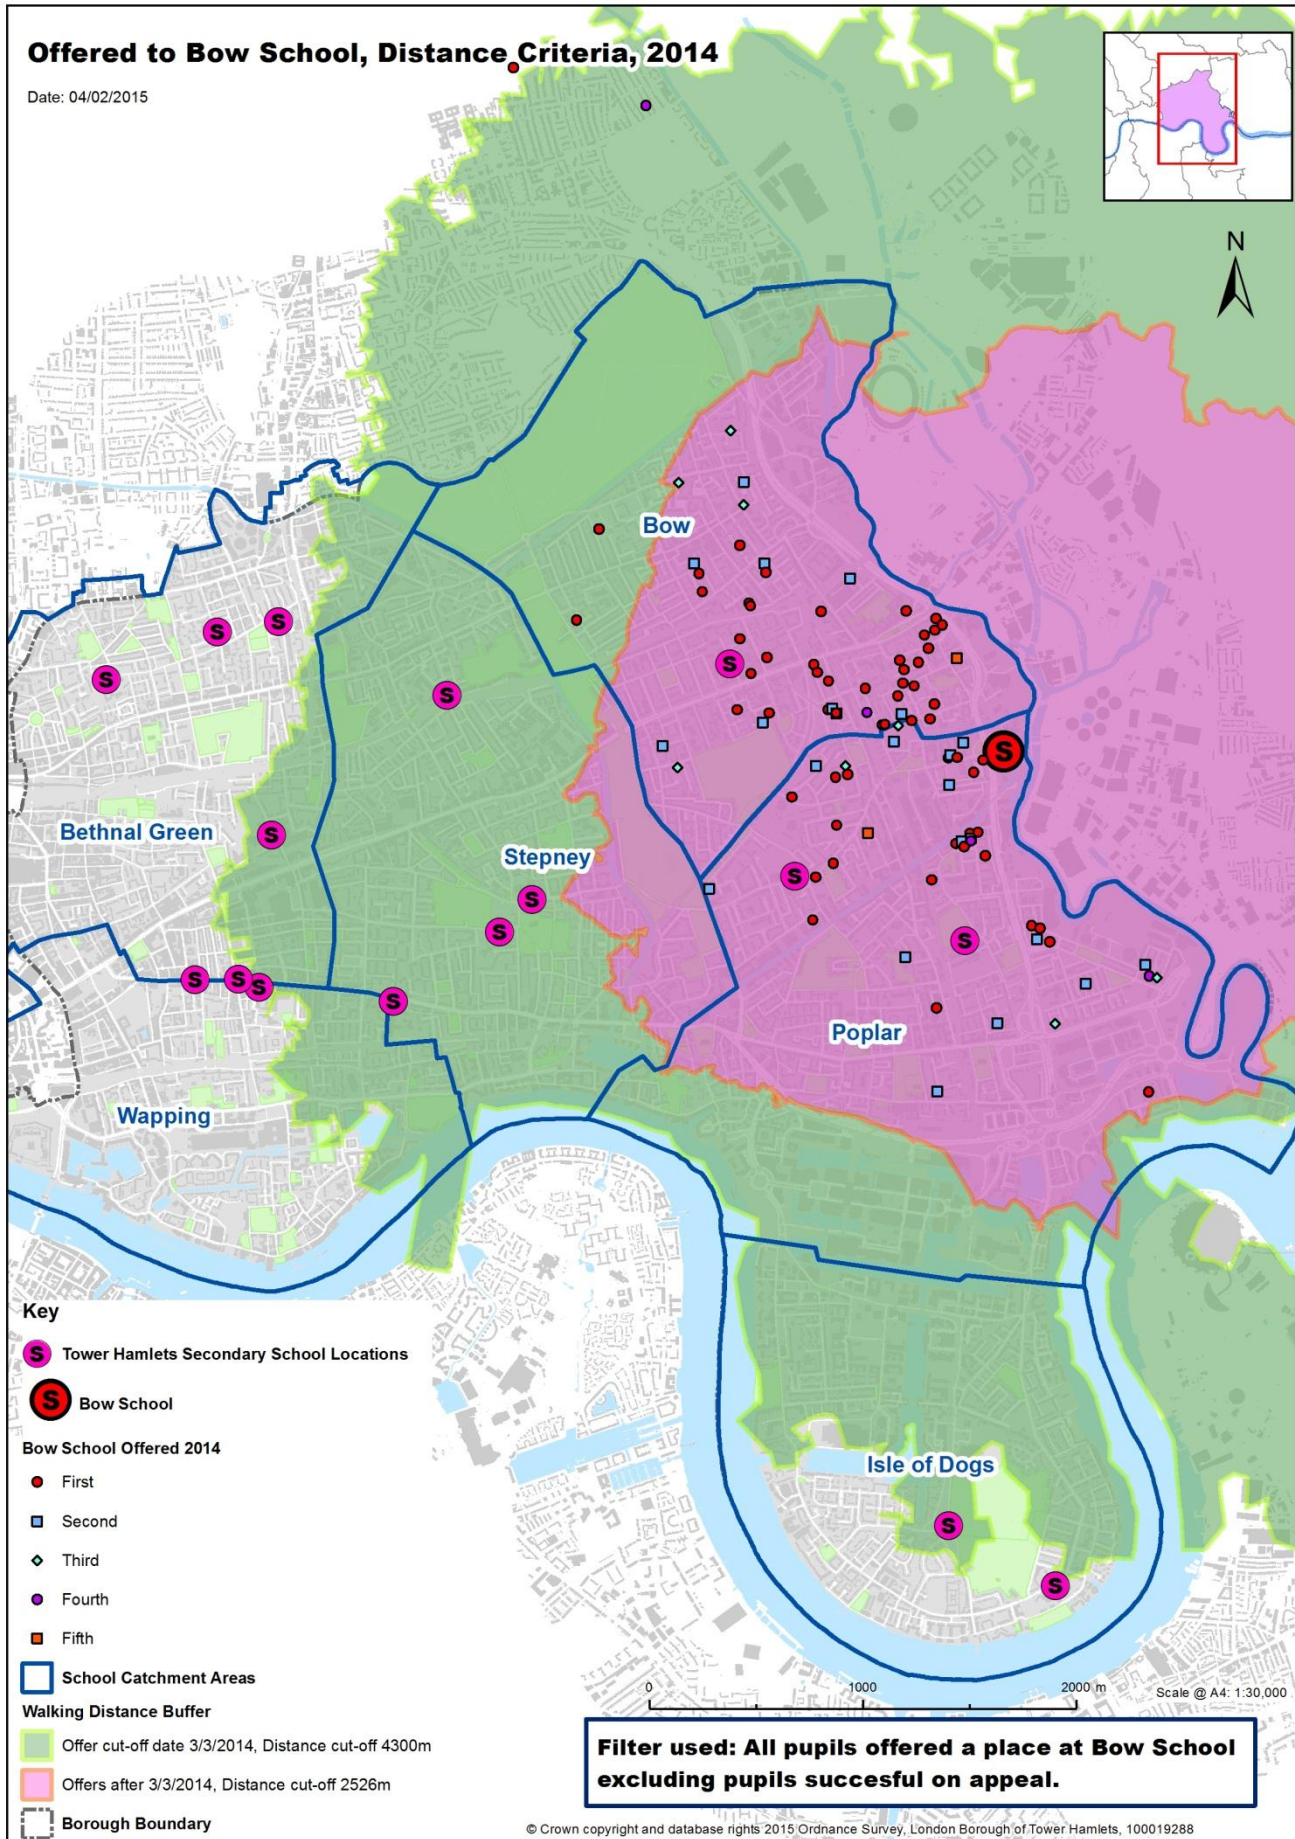 Offered to Bow School, Distance Criteria, 2014
Date: 04/02/2015
N
Bow
S
S
S
S
S
S
Bethnal Green
Stepney
S
S
S
S
S
S
S
S
S
Poplar
Wapping
Key
S Tower Hamlets Secondary School Locations
S Bow School
Bow School Offered 2014
Isle of Dogs
First
Second
S
Third
Fourth
S
Fifth
School Catchment Areas
0 1000 2000 m
Scale @ A4: 1:30,000
Walking Distance Buffer
Offer cut-off date 3/3/2014, Distance cut-off 4300m
Offers after 3/3/2014, Distance cut-off 2526m
Borough Boundary
Filter used: All pupils offered a place at Bow School
excluding pupils succesful on appeal.
© Crown copyright and database rights 2015 Ordnance Survey, London Borough of Tower Hamlets, 100019288